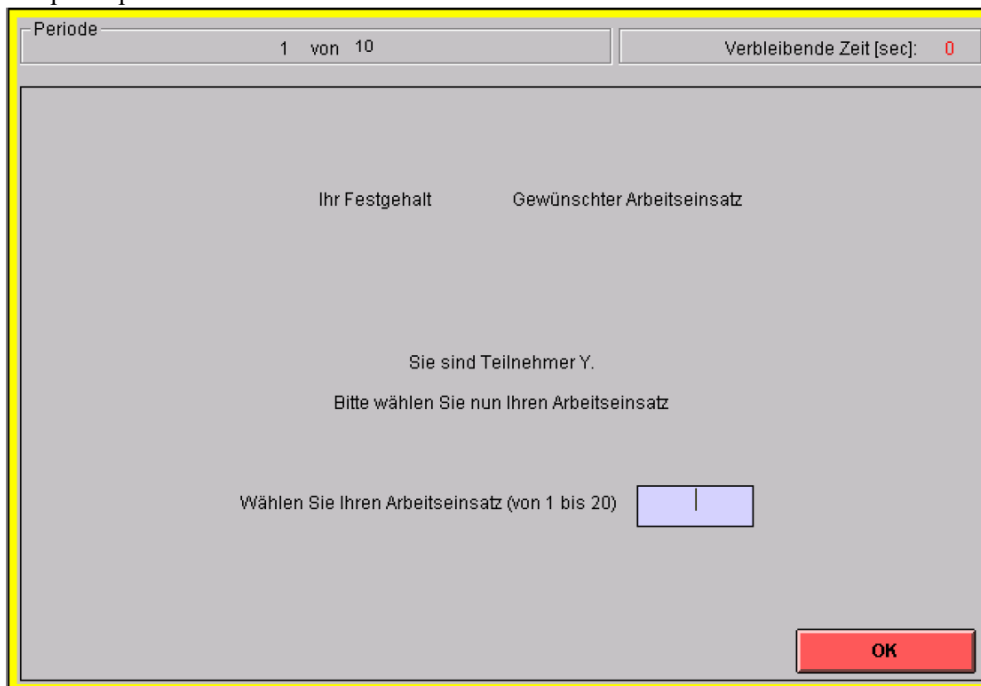 Periode
1 von 10
Verbleibende Zeit [sec]: 0
Ihr Festgehalt Gewünschter Arbeitseinsatz
Sie sind Teilnehmer Y.
Bitte wählen Sie nun Ihren Arbeitseinsatz
Wählen Sie Ihren Arbeitseinsatz (von 1 bis 20)
OK